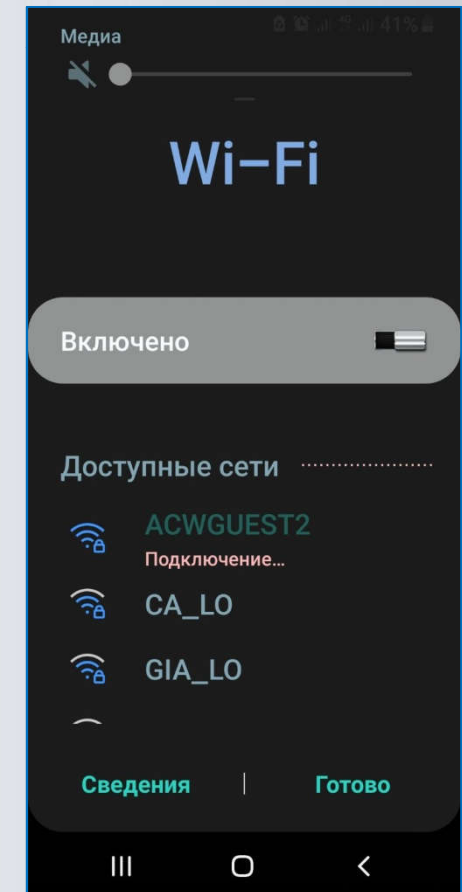 Медиа
41%
Wi-Fi
Включено
Доступные сети
ACWGUEST2
Подключение...
CA_LO
GIA_LO
Сведения
Готово